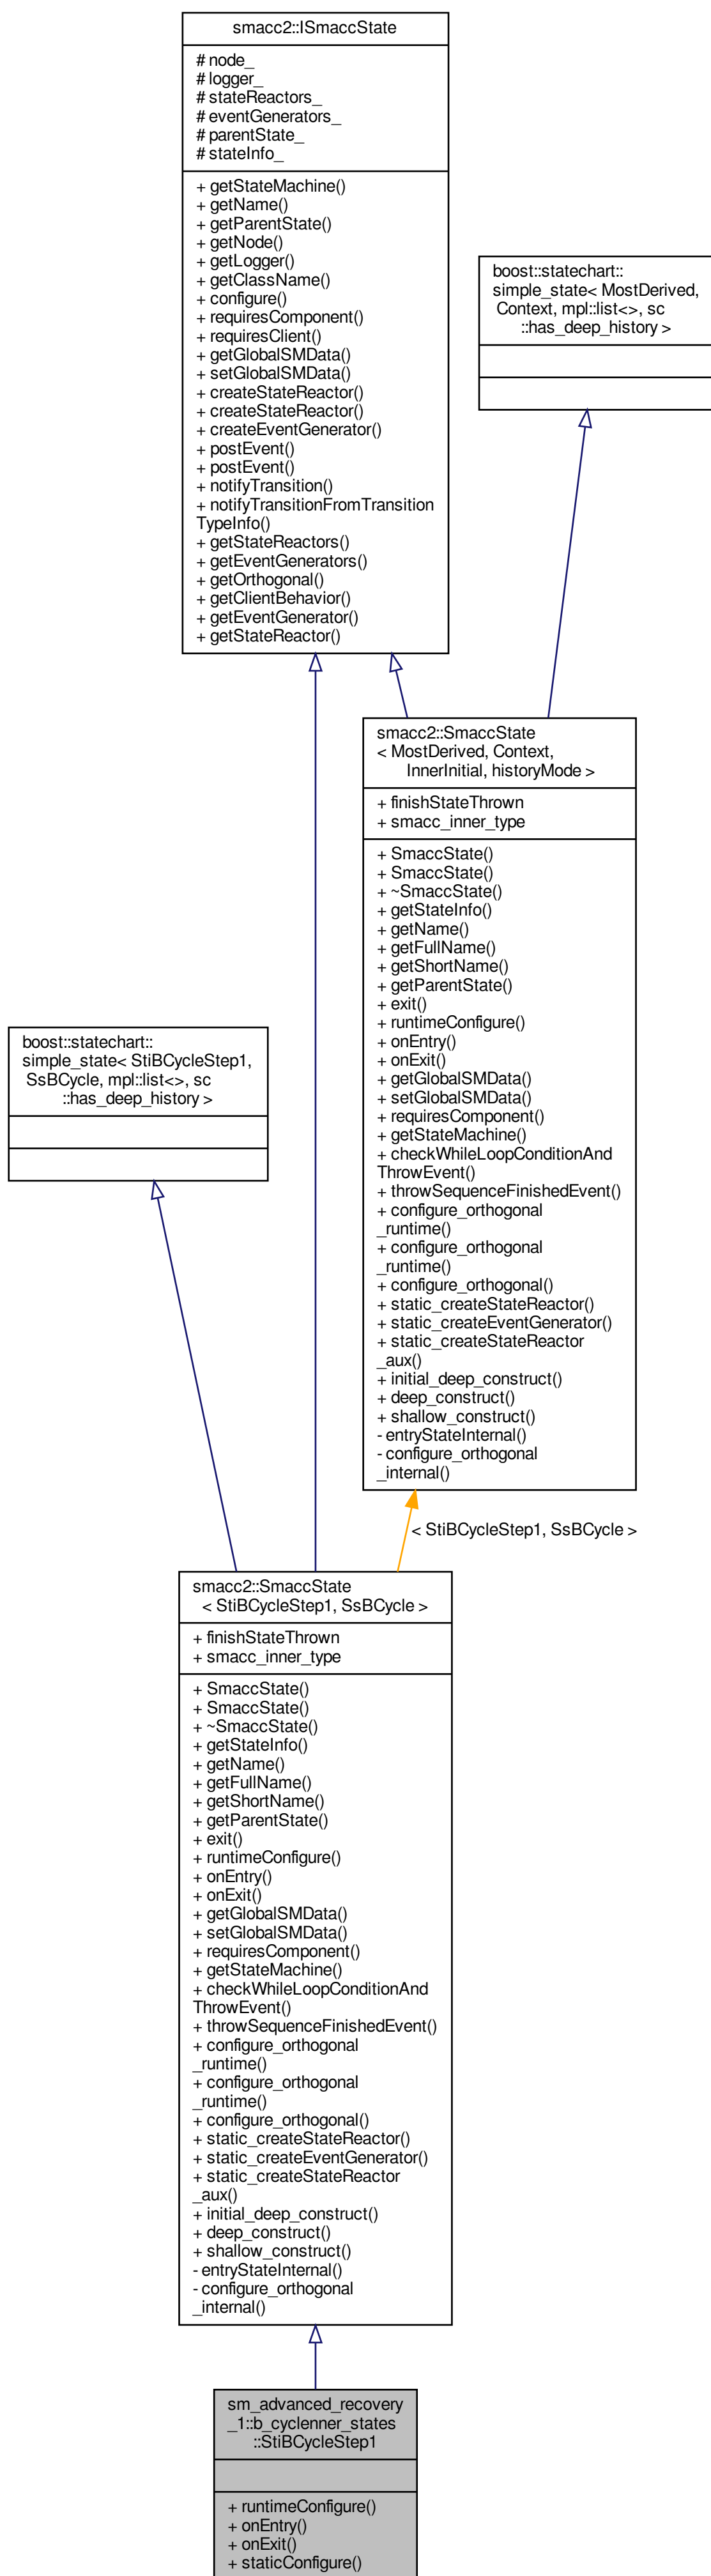 smacc2::ISmaccState
# node_
# logger_
# stateReactors_
# eventGenerators_
# parentState_
# stateInfo_
+ getStateMachine()
+ getName()
+ getParentState()
+ getNode()
+ getLogger()
+ getClassName()
+ configure()
+ requiresComponent()
+ requiresClient()
+ getGlobalSMData()
+ setGlobalSMData()
+ createStateReactor()
+ createStateReactor()
+ createEventGenerator()
+ postEvent()
+ postEvent()
+ notifyTransition()
+ notifyTransitionFromTransition
TypeInfo()
+ getStateReactors()
+ getEventGenerators()
+ getOrthogonal()
+ getClientBehavior()
+ getEventGenerator()
+ getStateReactor()
boost::statechart::
simple_state< MostDerived,
Context, mpl::list<>, sc
::has_deep_history >
smacc2::SmaccState
< MostDerived, Context,
InnerInitial, historyMode >
+ finishStateThrown
+ smacc_inner_type
+ SmaccState()
+ SmaccState()
+ ~SmaccState()
+ getStateInfo()
+ getName()
+ getFullName()
+ getShortName()
+ getParentState()
+ exit()
+ runtimeConfigure()
+ onEntry()
+ onExit()
+ getGlobalSMData()
+ setGlobalSMData()
+ requiresComponent()
+ getStateMachine()
+ checkWhileLoopConditionAnd
ThrowEvent()
+ throwSequenceFinishedEvent()
+ configure_orthogonal
_runtime()
+ configure_orthogonal
_runtime()
+ configure_orthogonal()
+ static_createStateReactor()
+ static_createEventGenerator()
+ static_createStateReactor
_aux()
+ initial_deep_construct()
+ deep_construct()
+ shallow_construct()
- entryStateInternal()
- configure_orthogonal
_internal()
boost::statechart::
simple_state< StiBCycleStep1,
SsBCycle, mpl::list<>, sc
::has_deep_history >
< StiBCycleStep1, SsBCycle >
smacc2::SmaccState
< StiBCycleStep1, SsBCycle >
+ finishStateThrown
+ smacc_inner_type
+ SmaccState()
+ SmaccState()
+ ~SmaccState()
+ getStateInfo()
+ getName()
+ getFullName()
+ getShortName()
+ getParentState()
+ exit()
+ runtimeConfigure()
+ onEntry()
+ onExit()
+ getGlobalSMData()
+ setGlobalSMData()
+ requiresComponent()
+ getStateMachine()
+ checkWhileLoopConditionAnd
ThrowEvent()
+ throwSequenceFinishedEvent()
+ configure_orthogonal
_runtime()
+ configure_orthogonal
_runtime()
+ configure_orthogonal()
+ static_createStateReactor()
+ static_createEventGenerator()
+ static_createStateReactor
_aux()
+ initial_deep_construct()
+ deep_construct()
+ shallow_construct()
- entryStateInternal()
- configure_orthogonal
_internal()
sm_advanced_recovery
_1::b_cyclenner_states
::StiBCycleStep1
+ runtimeConfigure()
+ onEntry()
+ onExit()
+ staticConfigure()